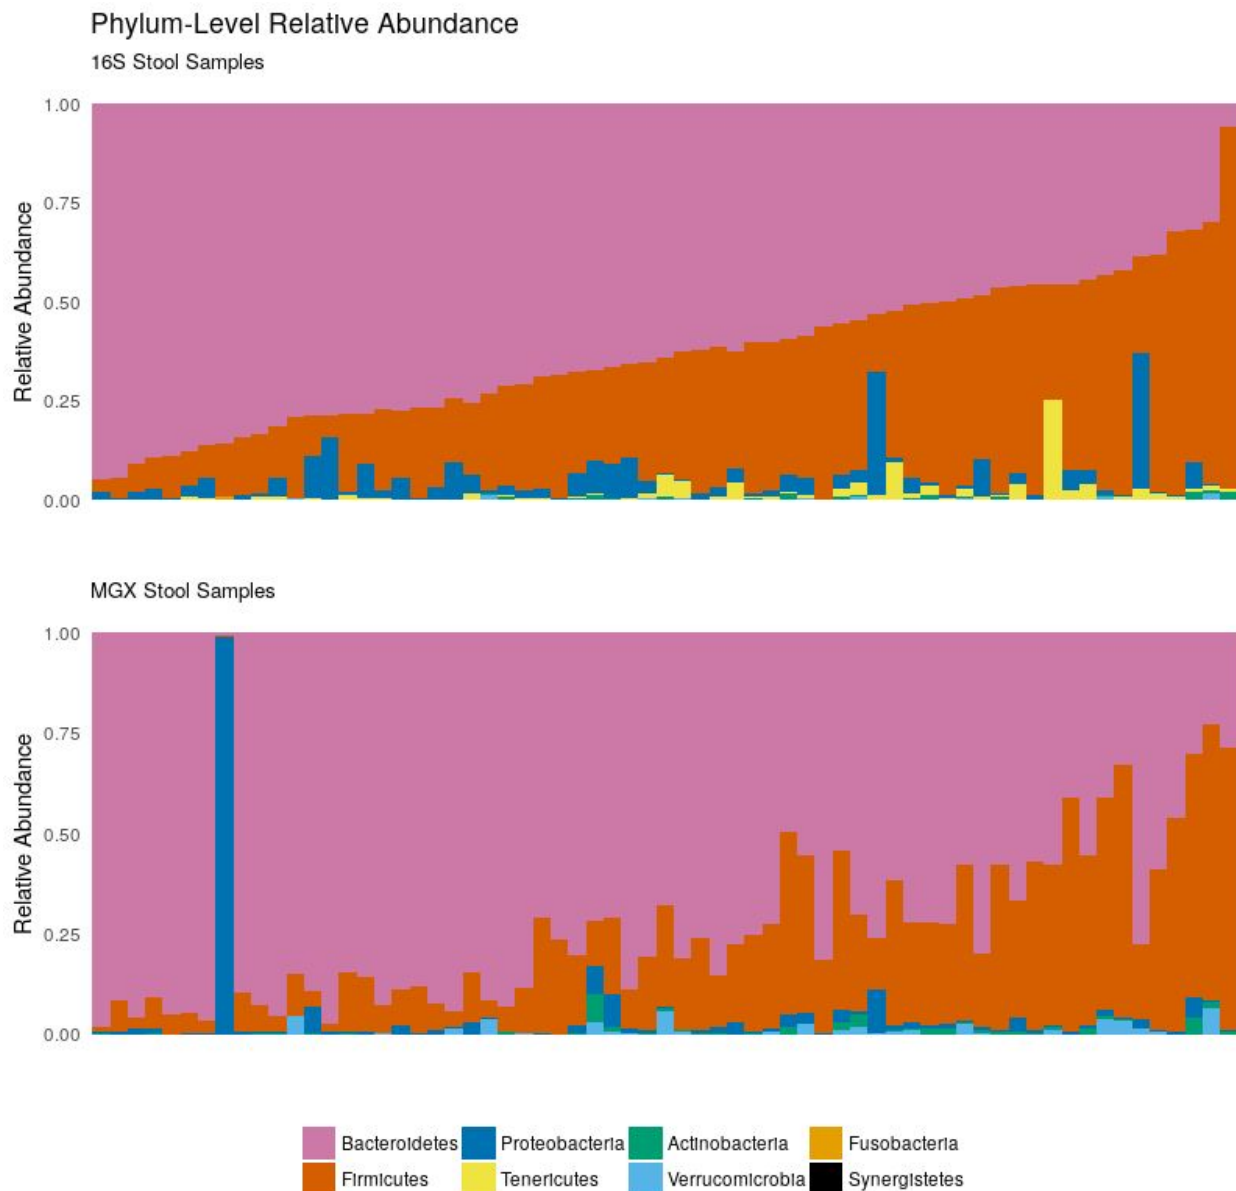 Phylum-Level Relative Abundance
16S Stool Samples
1.00
0.75
0.50
0.25
0.00
Relative Abundance
MGX Stool Samples
1.00
0.75
0.50
0.25
0.00
Relative Abundance
Bacteroidetes Proteobacteria Actinobacteria Fusobacteria
Firmicutes Tenericutes Verrucomicrobia Synergistetes